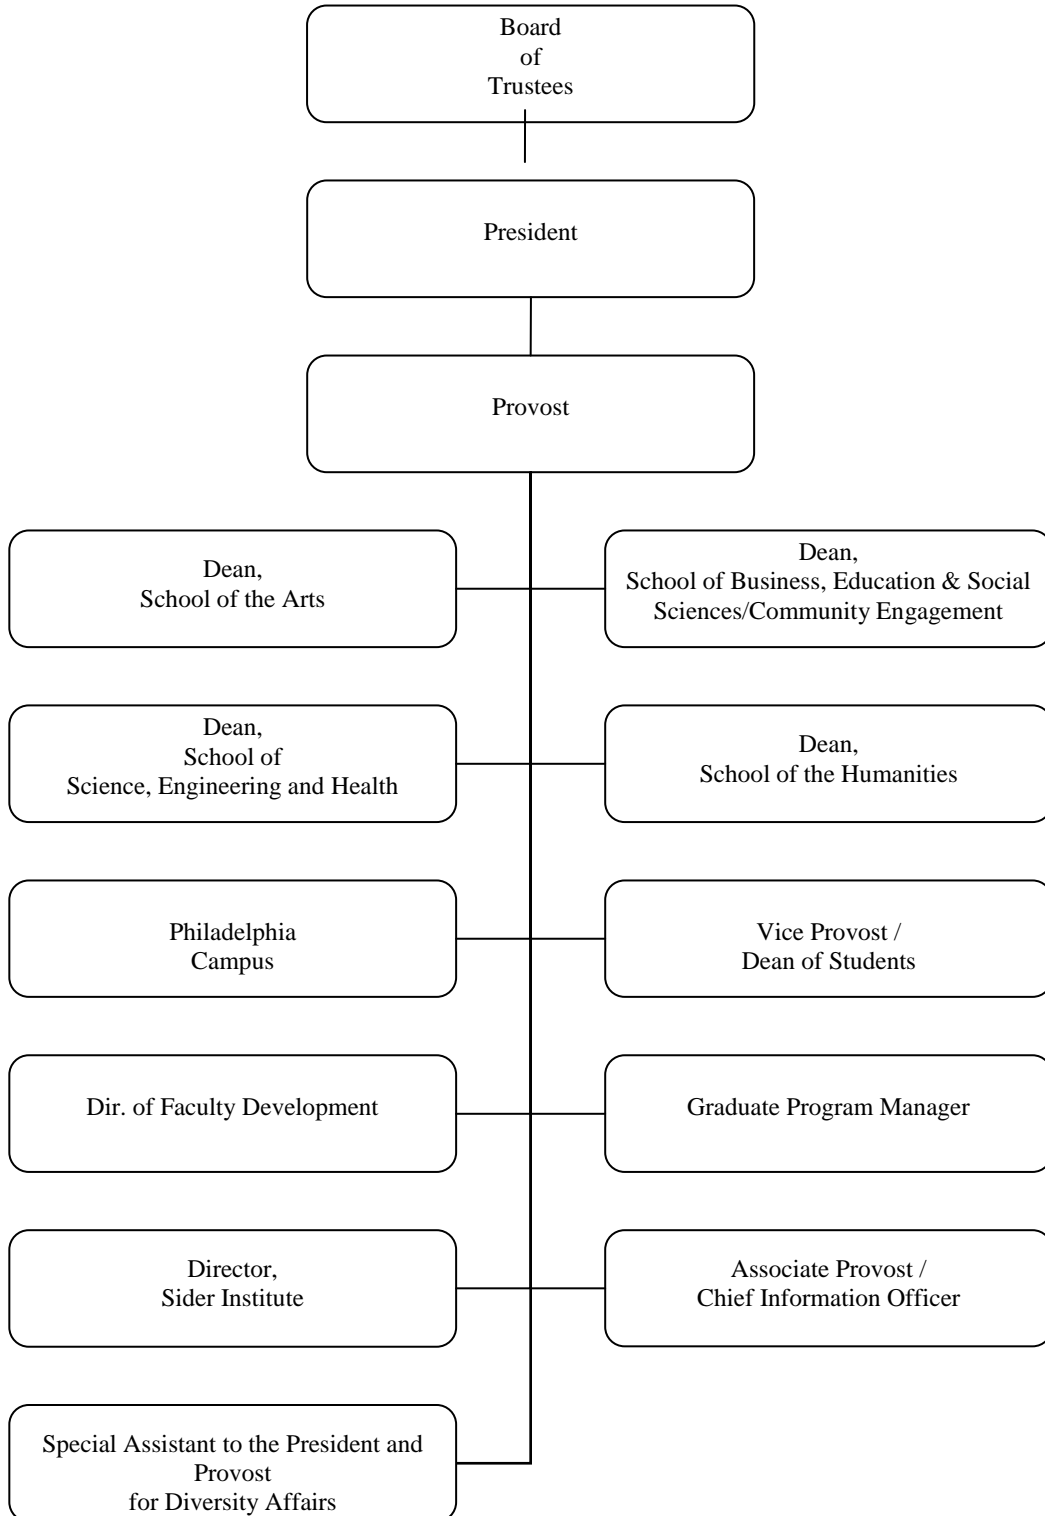 Board
of
Trustees
President
Provost
Dean,
School of the Arts
Dean,
School of Business, Education & Social
Sciences/Community Engagement
Dean,
School of
Science, Engineering and Health
Dean,
School of the Humanities
Philadelphia
Campus
Vice Provost /
Dean of Students
Dir. of Faculty Development
Graduate Program Manager
Director,
Sider Institute
Associate Provost /
Chief Information Officer
Special Assistant to the President and
Provost
for Diversity Affairs